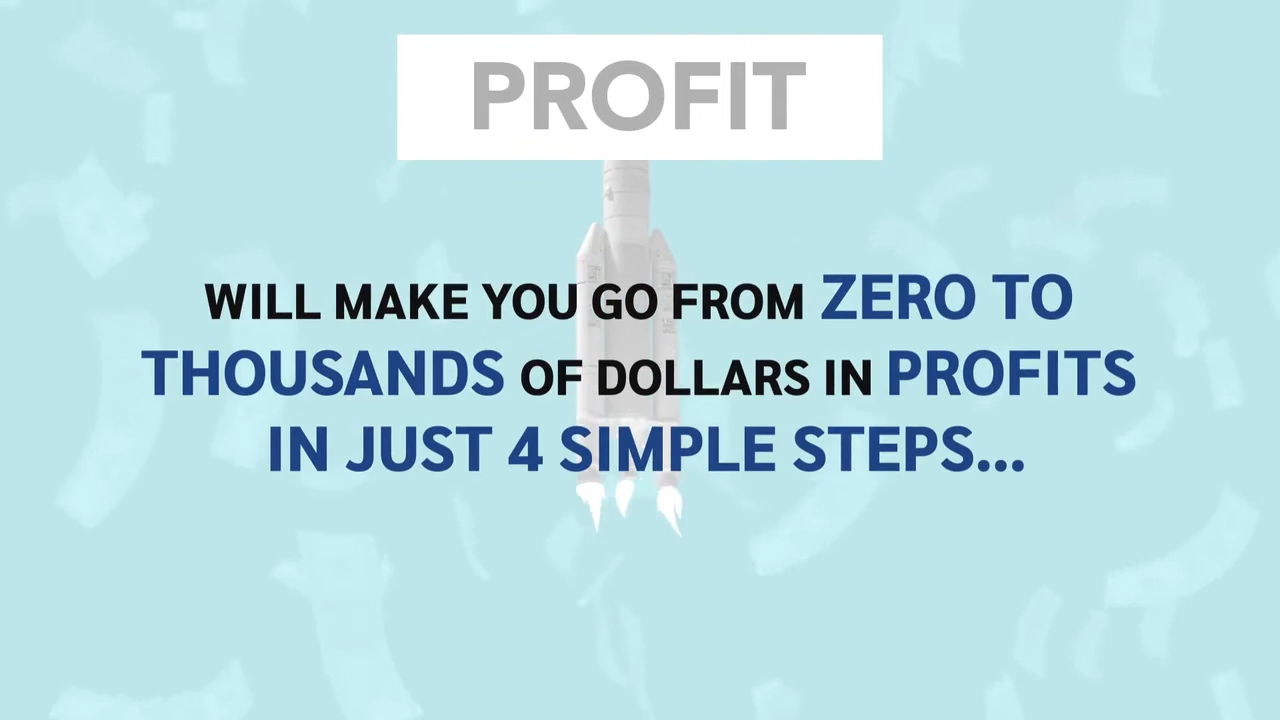 PROFIT
WILL MAKE YOU GO FROM ZERO TO
THOUSANDS OF DOLLARS IN PROFITS
IN JUST 4 SIMPLE STEPS...